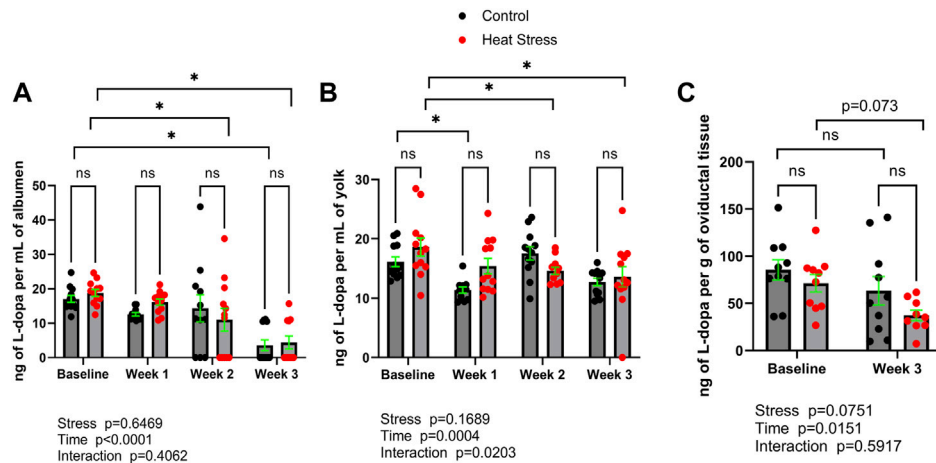 Control
Heat Stress
A
*
*
*
ns
ns
ns
ns
ng of L-dopa per mL of albumen
50
40
30
20
10
0
Baseline
Week 1
Week 2
Week 3
Stress p=0.6469
Time p<0.0001
Interaction p=0.4062
B
*
*
*
ns
ns
ns
ns
ng of L-dopa per mL of yolk
40
30
20
10
0
Baseline
Week 1
Week 2
Week 3
Stress p=0.1689
Time p=0.0004
Interaction p=0.0203
C
p=0.073
ns
ns
ns
ng of L-dopa per g of oviductal tissue
200
150
100
50
0
Baseline
Week 3
Stress p=0.0751
Time p=0.0151
Interaction p=0.5917